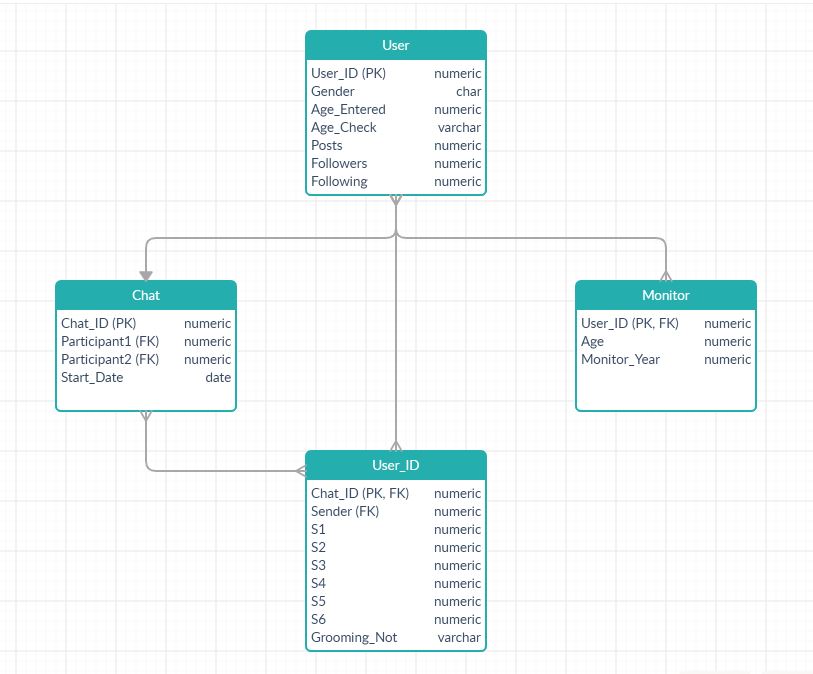 User
User_ID (PK) numeric
Gender char
Age_Entered numeric
Age_Check varchar
Posts numeric
Followers numeric
Following numeric
Chat
Chat_ID (PK) numeric
Participant1 (FK) numeric
Participant2 (FK) numeric
Start_Date date
Monitor
User_ID (PK, FK) numeric
Age numeric
Monitor_Year numeric
User_ID
Chat_ID (PK, FK) numeric
Sender (FK) numeric
S1 numeric
S2 numeric
S3 numeric
S4 numeric
S5 numeric
S6 numeric
Grooming_Not varchar